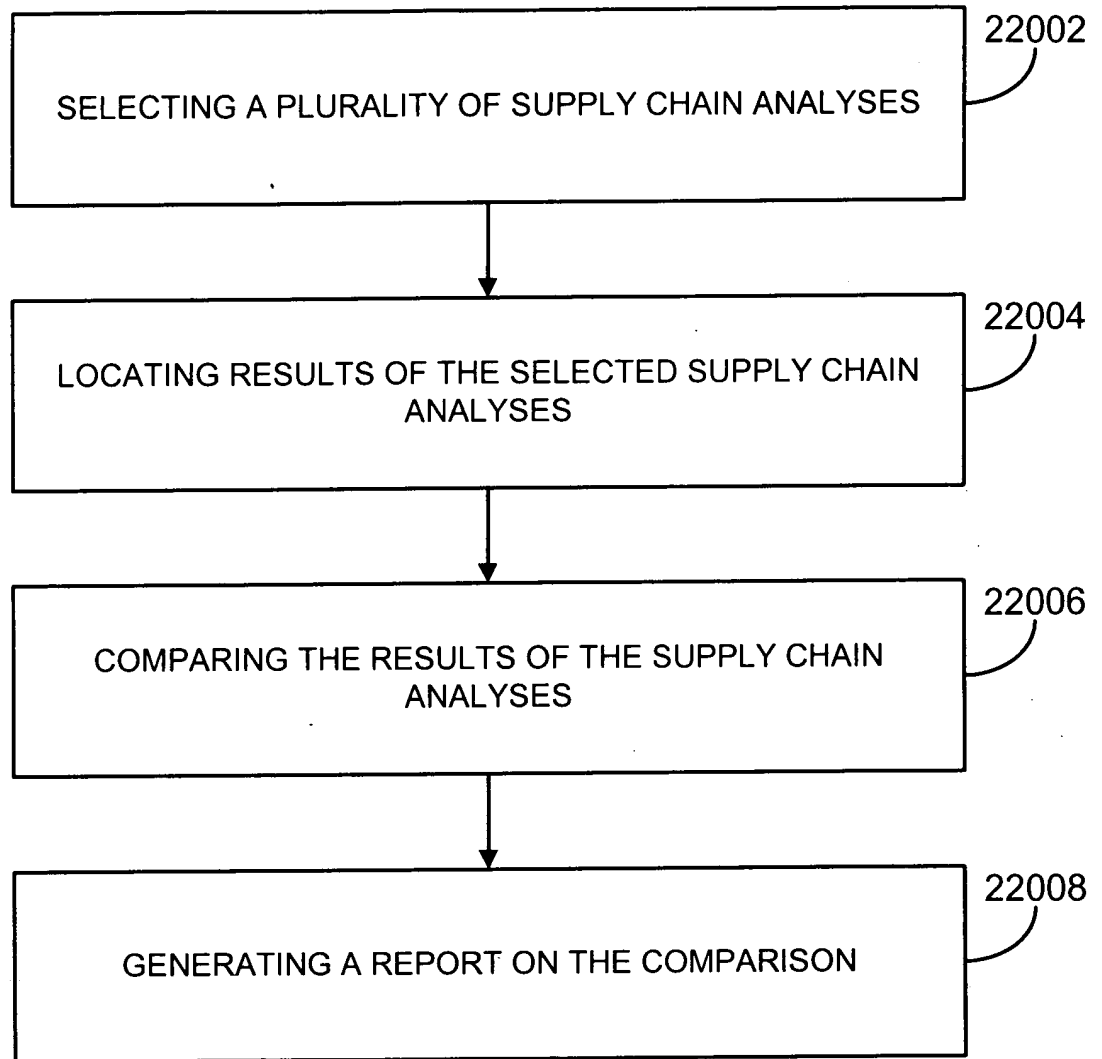 22002
SELECTING A PLURALITY OF SUPPLY CHAIN ANALYSES
22004
LOCATING RESULTS OF THE SELECTED SUPPLY CHAIN
ANALYSES
22006
COMPARING THE RESULTS OF THE SUPPLY CHAIN
ANALYSES
22008
GENERATING A REPORT ON THE COMPARISON